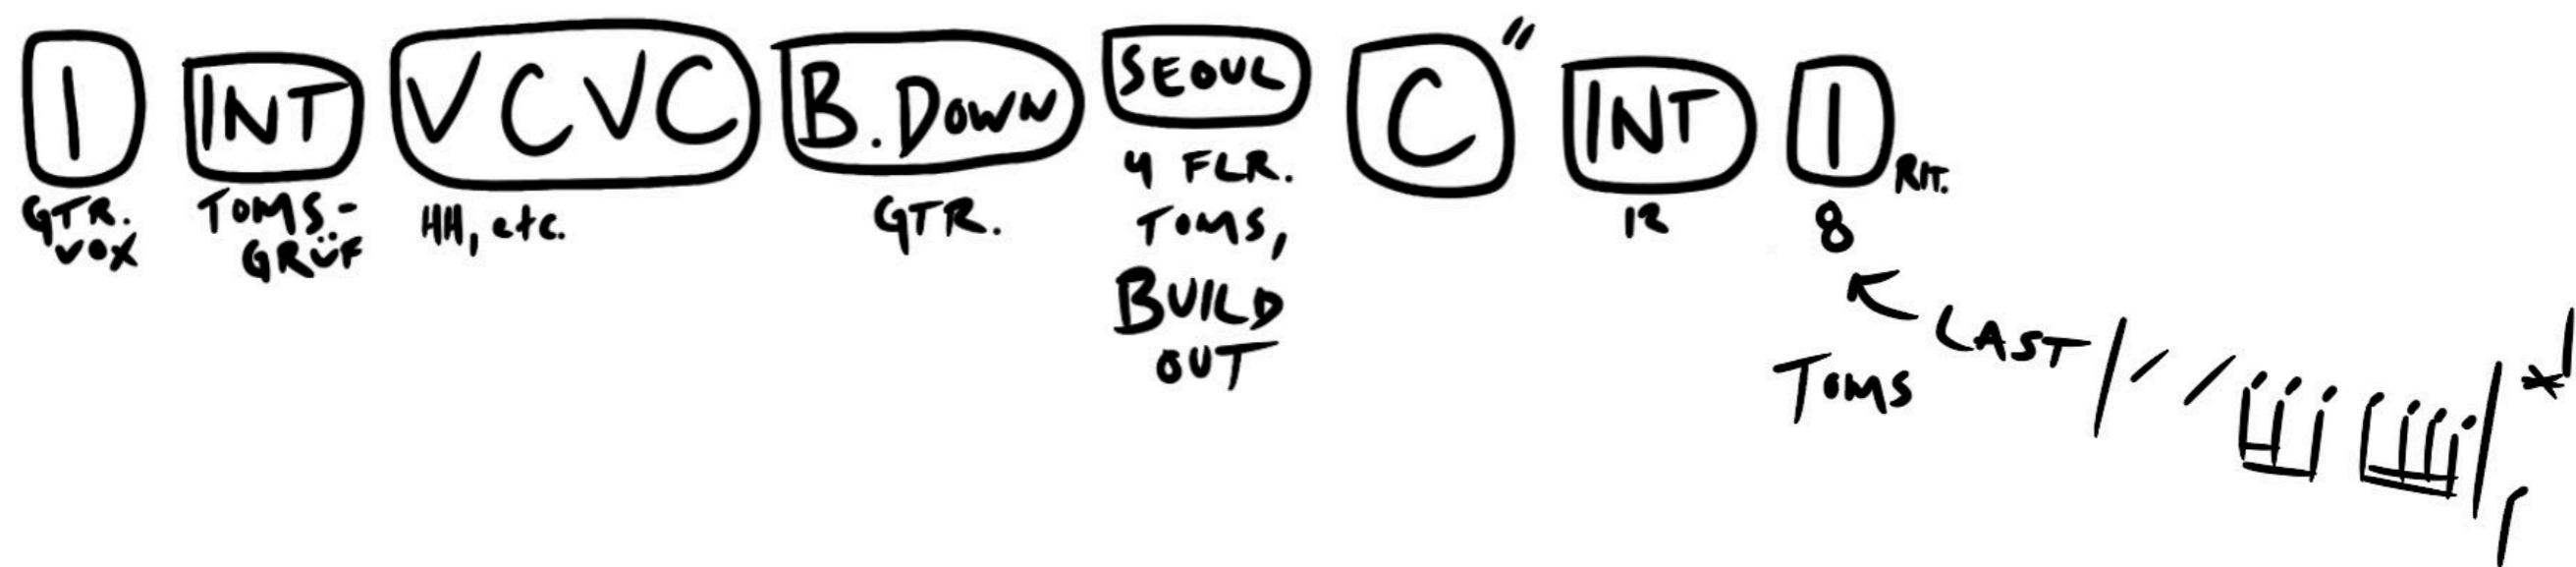 I INT VCVC B. DOWN SEOUL C" INT I RIT.
GTR.
VOX
TOMS-
GRÜF
HH, etc.
GTR.
4 FLR.
TOMS,
BUILD
OUT
12
8
LAST
TOMS